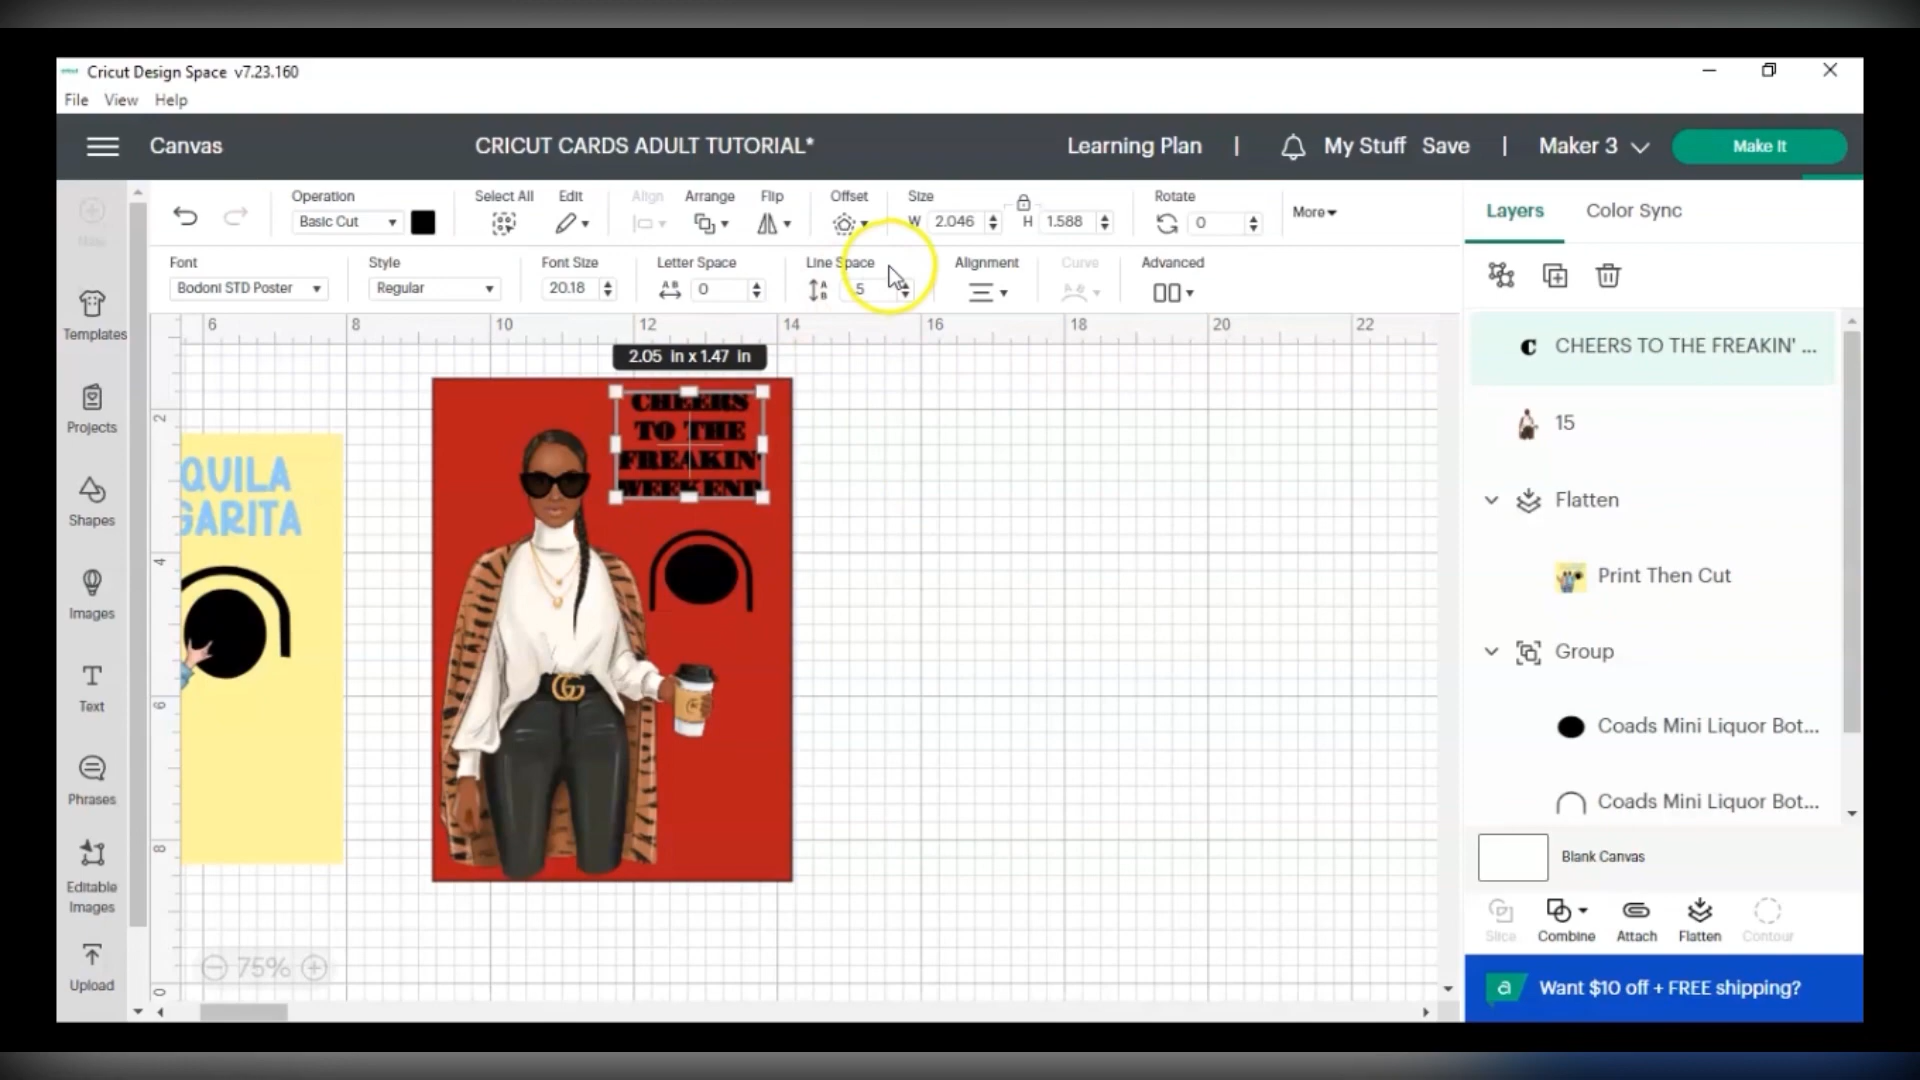 Cricut Design Space v7.23.160
File View Help
Canvas
CRICUT CARDS ADULT TUTORIAL*
Learning Plan | My Stuff Save | Maker 3
Make It
Operation
Basic Cut
Select All
Edit
Align
Arrange
Flip
Offset
Size
W 2.046
H 1.588
Rotate
0
More
Font
Bodoni STD Poster
Style
Regular
Font Size
20.18
Letter Space
0
Line Space
5
Alignment
Curve
Advanced
6 8 10 12 14 16 18 20 22
2
4
6
8
0
Templates
Projects
Shapes
Images
Text
Phrases
Editable
Images
Upload
2.05 in x 1.47 in
CHEERS
TO THE
FREAKIN'
WEEKEND
QUILA
GARITA
75%
Layers
Color Sync
C CHEERS TO THE FREAKIN' ...
15
Flatten
Print Then Cut
Group
Coads Mini Liquor Bot...
Coads Mini Liquor Bot...
Blank Canvas
Slice
Combine
Attach
Flatten
Contour
a Want $10 off + FREE shipping?